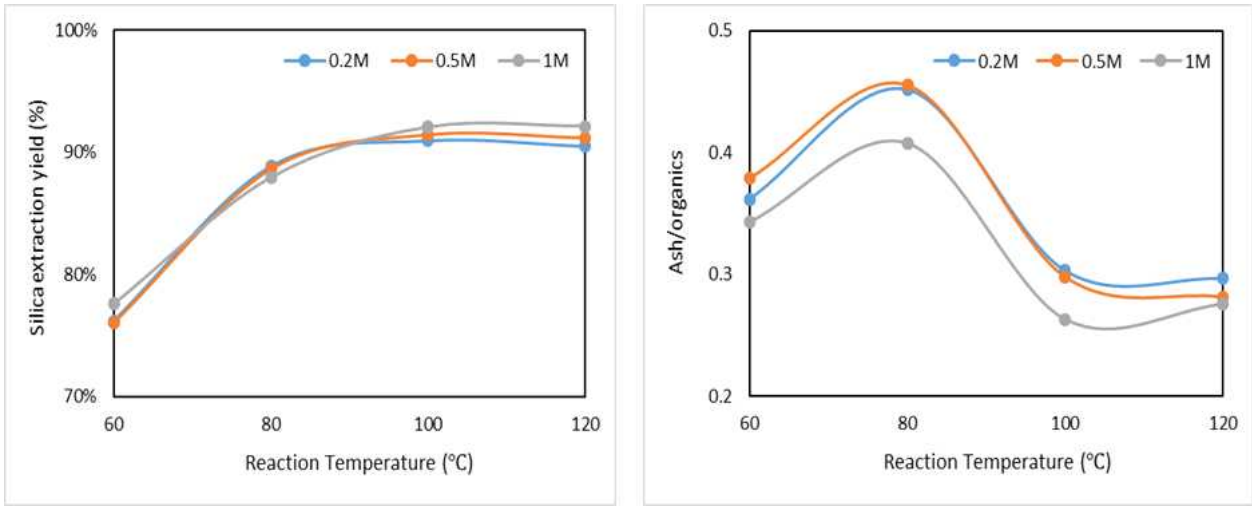 100%
90%
80%
70%
Silica extraction yield (%)
0.2M 0.5M 1M
60 80 100 120
Reaction Temperature (℃)
0.5
0.4
0.3
0.2
Ash/organics
0.2M 0.5M 1M
60 80 100 120
Reaction Temperature (℃)